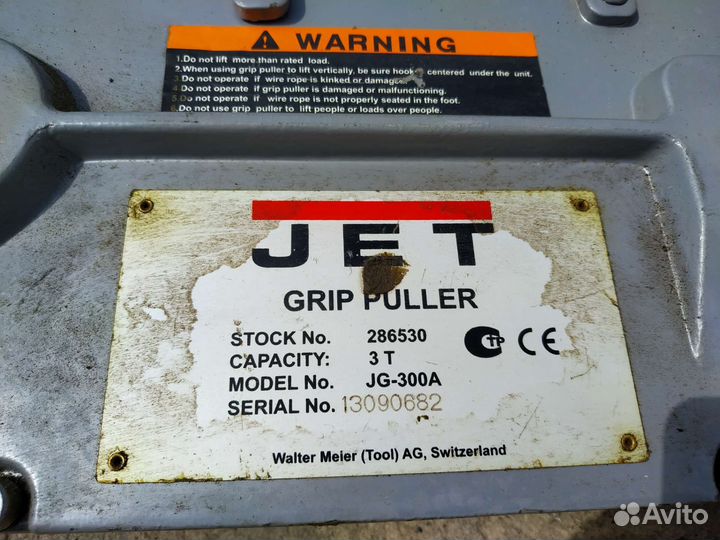 WARNING
1.Do not lift more than rated load.
2.When using grip puller to lift vertically, be sure hook centered under the unit.
3.Do not operate if wire rope is kinked or damaged.
4.Do not operate if grip puller is damaged or malfunctioning.
5.Do not operate if wire rope is not properly seated in the foot.
6.Do not use grip puller to lift people or loads over people.
JET
GRIP PULLER
STOCK No. 286530
CAPACITY: 3 T
MODEL No. JG-300A
SERIAL No. 13090682
CE
Walter Meier (Tool) AG, Switzerland
Avito